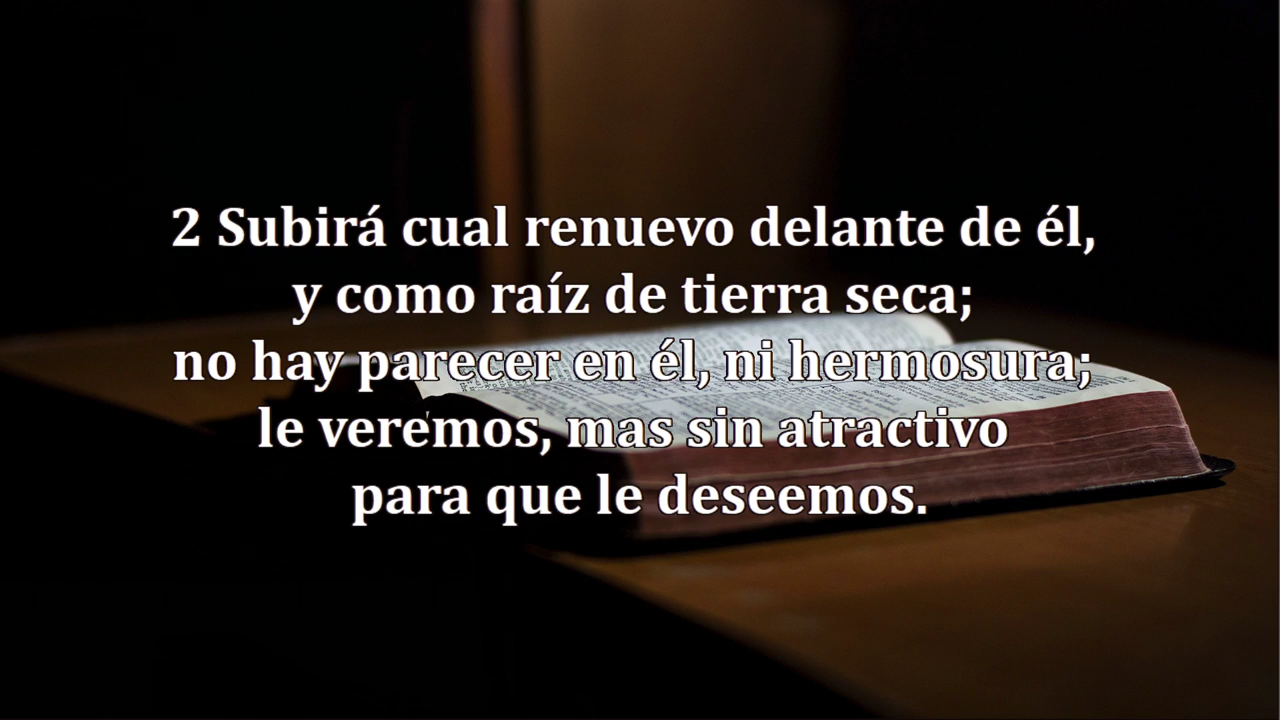 2 Subirá cual renuevo delante de él,
y como raíz de tierra seca;
no hay parecer en él, ni hermosura;
le veremos, mas sin atractivo
para que le deseemos.